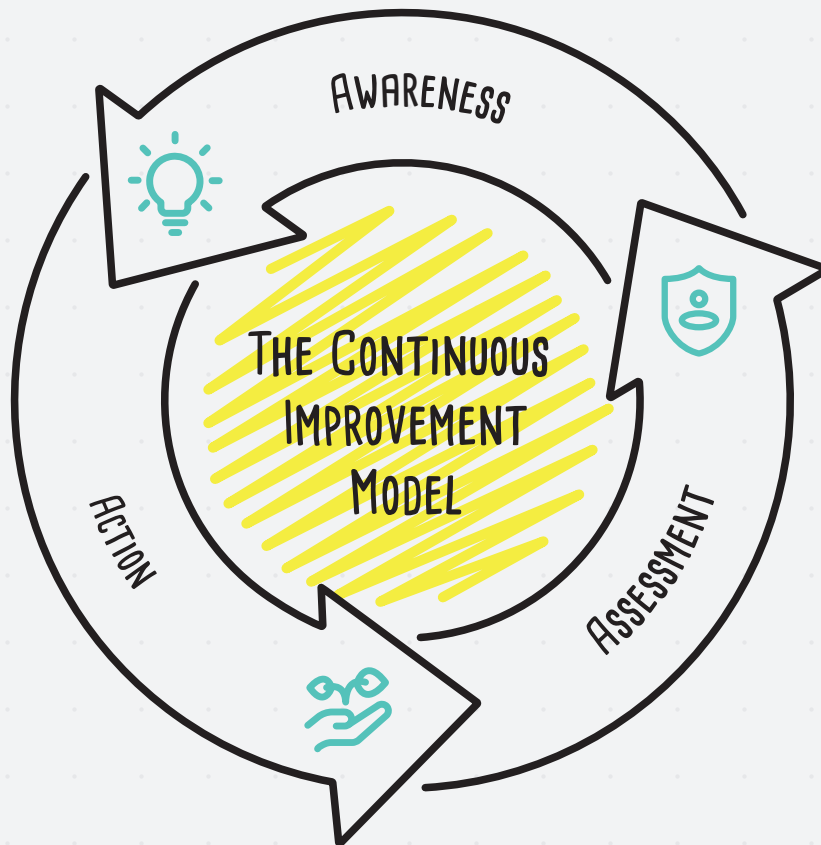 Awareness
The Continuous
Improvement
Model
Action
Assessment